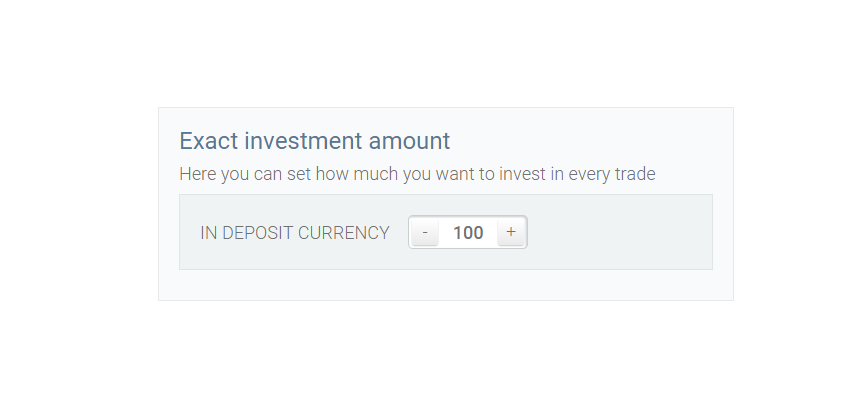 Exact investment amount
Here you can set how much you want to invest in every trade
IN DEPOSIT CURRENCY - 100 +